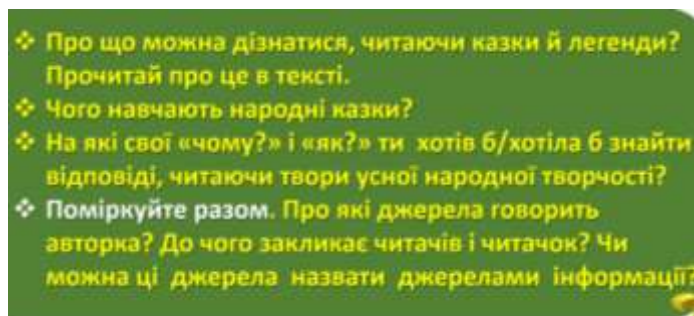 ❖ Про що можна дізнатися, читаючи казки й легенди?
Прочитай про це в тексті.
❖ Чого навчають народні казки?
❖ На які свої «чому?» і «як?» ти хотів б/хотіла б знайти
відповіді, читаючи твори усної народної творчості?
❖ Поміркуйте разом. Про які джерела говорить
авторка? До чого закликає читачів і читачок? Чи
можна ці джерела назвати джерелами інформації?